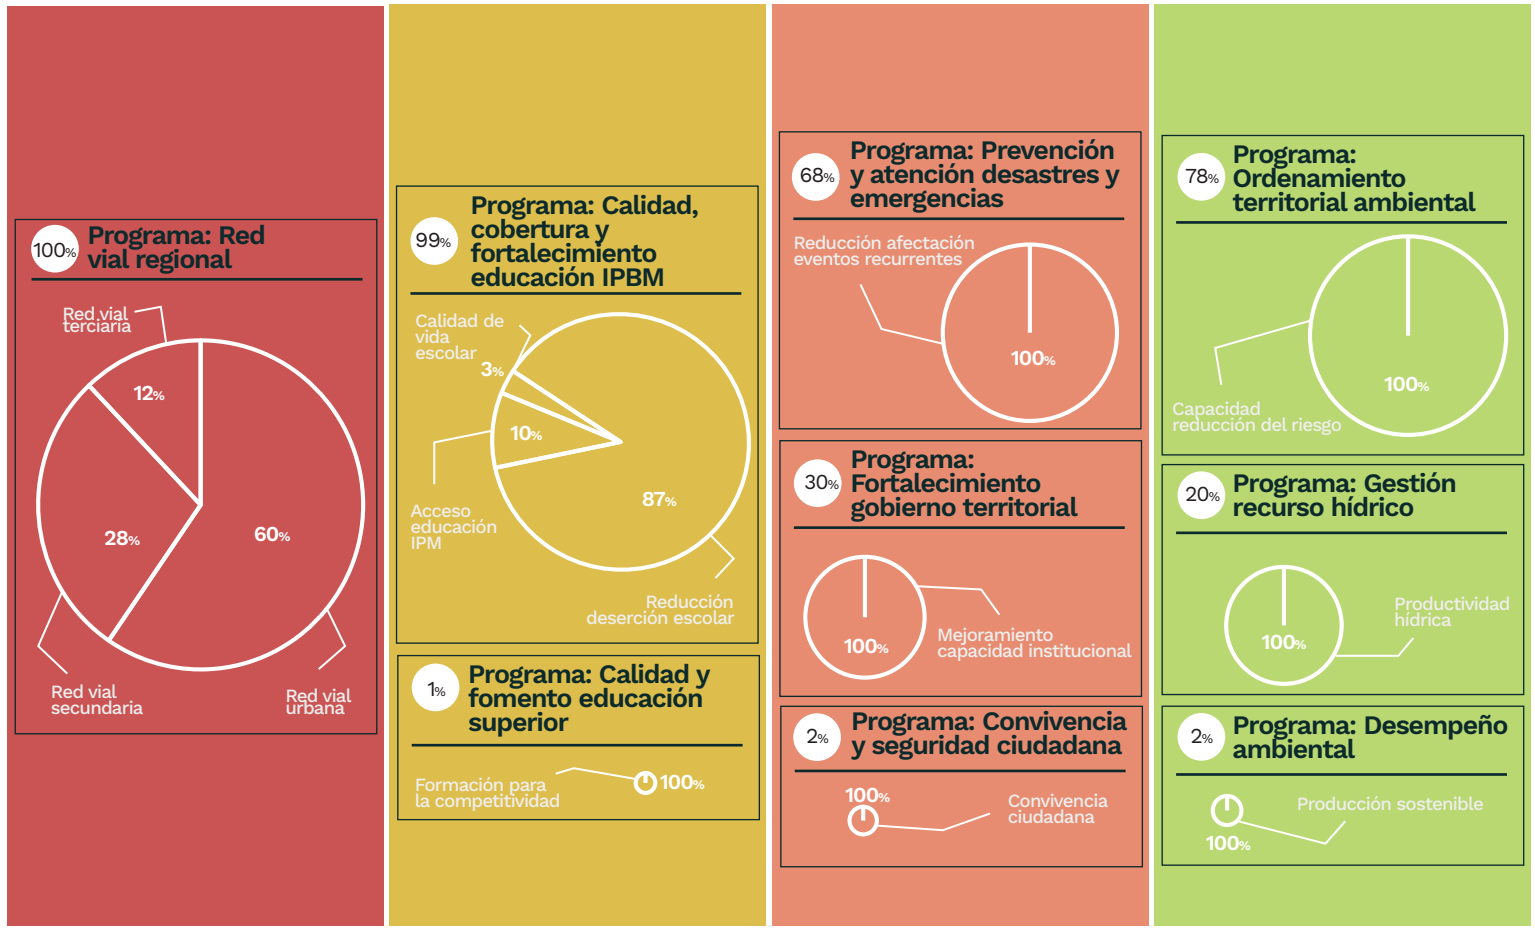 100%
Programa: Red
vial regional
Red vial
terciaria
12%
28%
60%
Red vial
secundaria
Red vial
urbana
99%
Programa: Calidad,
cobertura y
fortalecimiento
educación IPBM
Calidad de
vida
escolar
3%
10%
87%
Acceso
educación
IPM
Reducción
deserción escolar
1%
Programa: Calidad y
fomento educación
superior
Formación para
la competitividad
100%
68%
Programa: Prevención
y atención desastres y
emergencias
Reducción afectación
eventos recurrentes
100%
30%
Programa:
Fortalecimiento
gobierno territorial
100%
Mejoramiento
capacidad institucional
2%
Programa: Convivencia
y seguridad ciudadana
100%
Convivencia
ciudadana
78%
Programa:
Ordenamiento
territorial ambiental
100%
Capacidad
reducción del riesgo
20%
Programa: Gestión
recurso hídrico
Productividad
hídrica
100%
2%
Programa: Desempeño
ambiental
Producción sostenible
100%